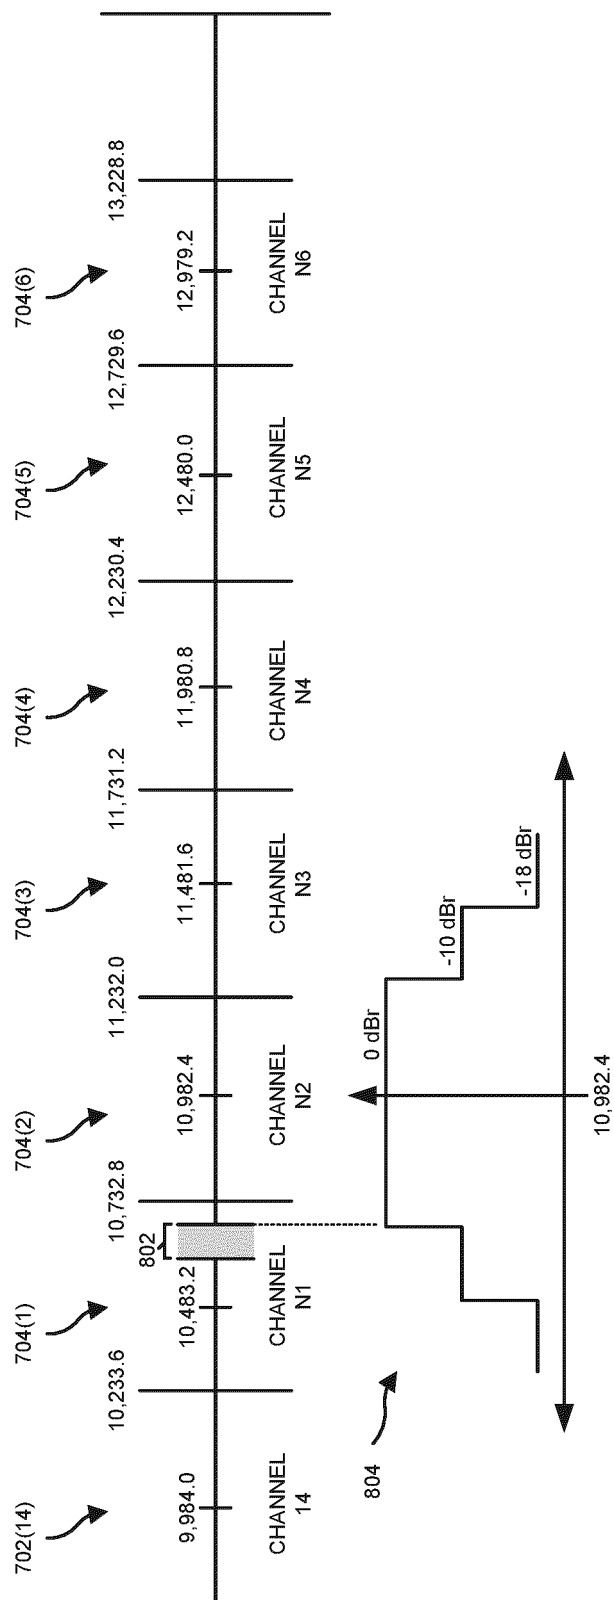 702(14)
704(1)
704(2)
704(3)
704(4)
704(5)
704(6)
10,233.6
10,732.8
11,232.0
11,731.2
12,230.4
12,729.6
13,228.8
802
9,984.0
10,483.2
10,982.4
11,481.6
11,980.8
12,480.0
12,979.2
CHANNEL
14
CHANNEL
N1
CHANNEL
N2
CHANNEL
N3
CHANNEL
N4
CHANNEL
N5
CHANNEL
N6
804
0 dBr
-10 dBr
-18 dBr
10,982.4